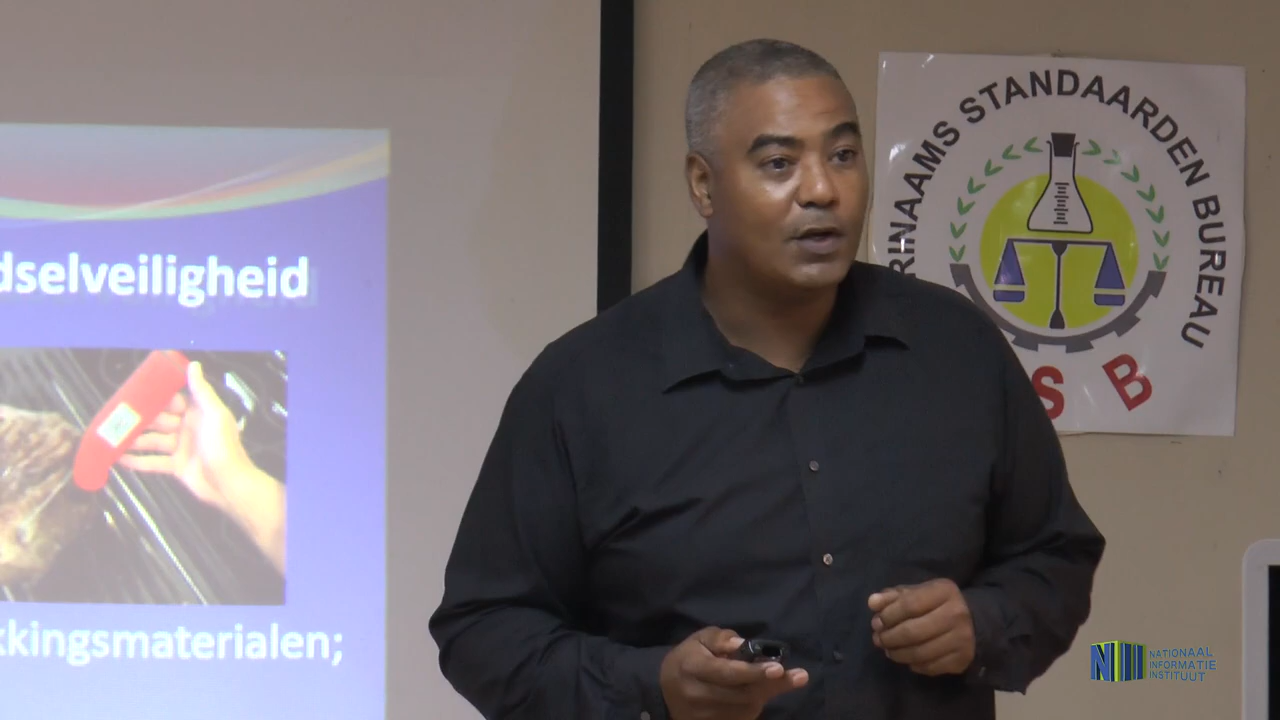 dselveiligheid
kkingsmaterialen;
RINAAMS STANDAARDEN BUREAU
S B
NATIONAAL
INFORMATIE
INSTITUUT